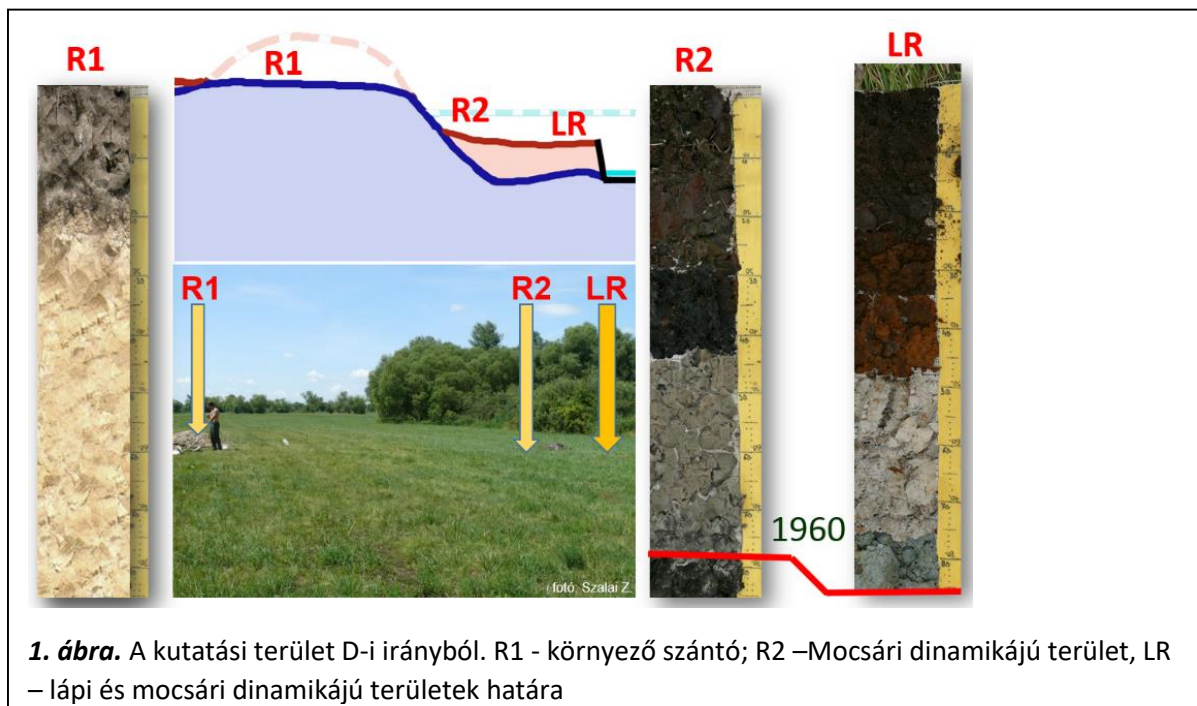 R1
R1
R2
LR
R2
LR
R1
R2
LR
1960
fotó: Szalai Z.
1. ábra. A kutatási terület D-i irányból. R1 - környező szántó; R2 –Mocsári dinamikájú terület, LR
– lápi és mocsári dinamikájú területek határa